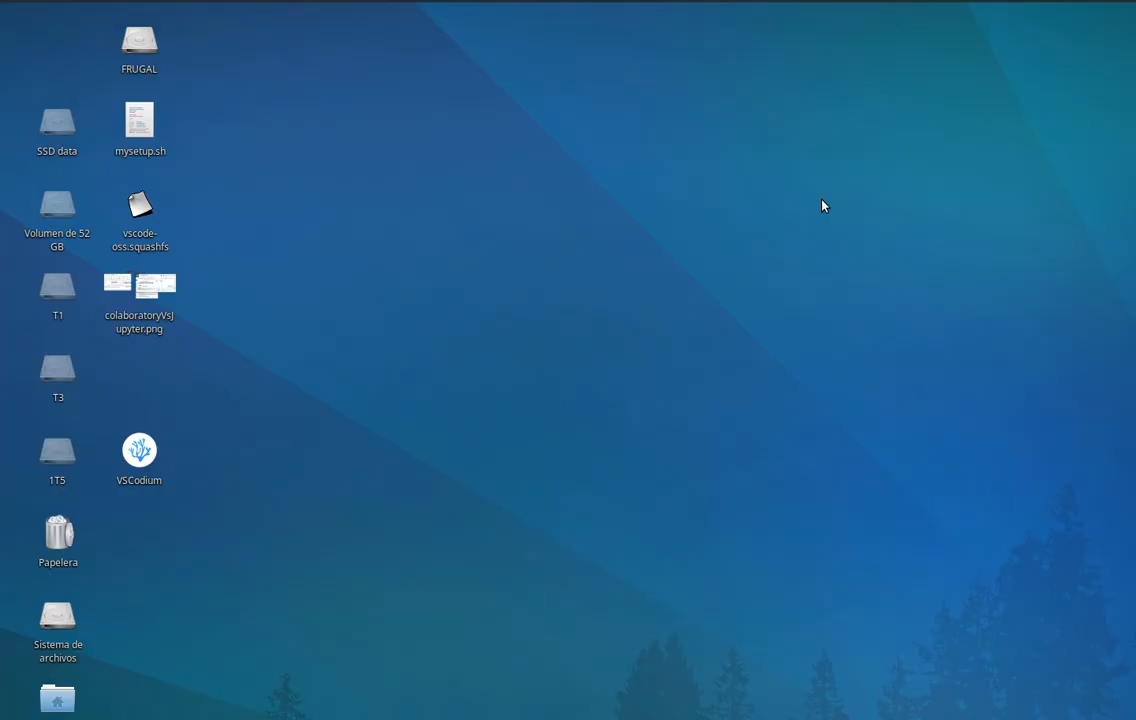 FRUGAL
SSD data
mysetup.sh
Volumen de 52
GB
vscode-
oss.squashfs
T1
colaboratoryVsJ
upyter.png
T3
1T5
VSCodium
Papelera
Sistema de
archivos